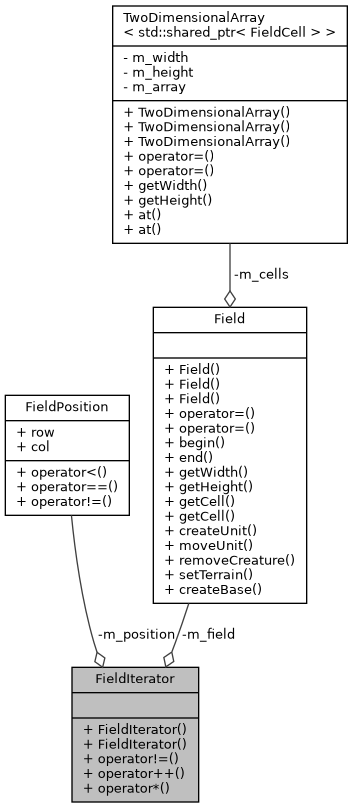 TwoDimensionalArray
< std::shared_ptr< FieldCell > >
- m_width
- m_height
- m_array
+ TwoDimensionalArray()
+ TwoDimensionalArray()
+ TwoDimensionalArray()
+ operator=()
+ operator=()
+ getWidth()
+ getHeight()
+ at()
+ at()
-m_cells
Field
+ Field()
+ Field()
+ Field()
+ operator=()
+ operator=()
+ begin()
+ end()
+ getWidth()
+ getHeight()
+ getCell()
+ getCell()
+ createUnit()
+ moveUnit()
+ removeCreature()
+ setTerrain()
+ createBase()
FieldPosition
+ row
+ col
+ operator<()
+ operator==()
+ operator!=()
-m_position
-m_field
FieldIterator
+ FieldIterator()
+ FieldIterator()
+ operator!=()
+ operator++()
+ operator*()